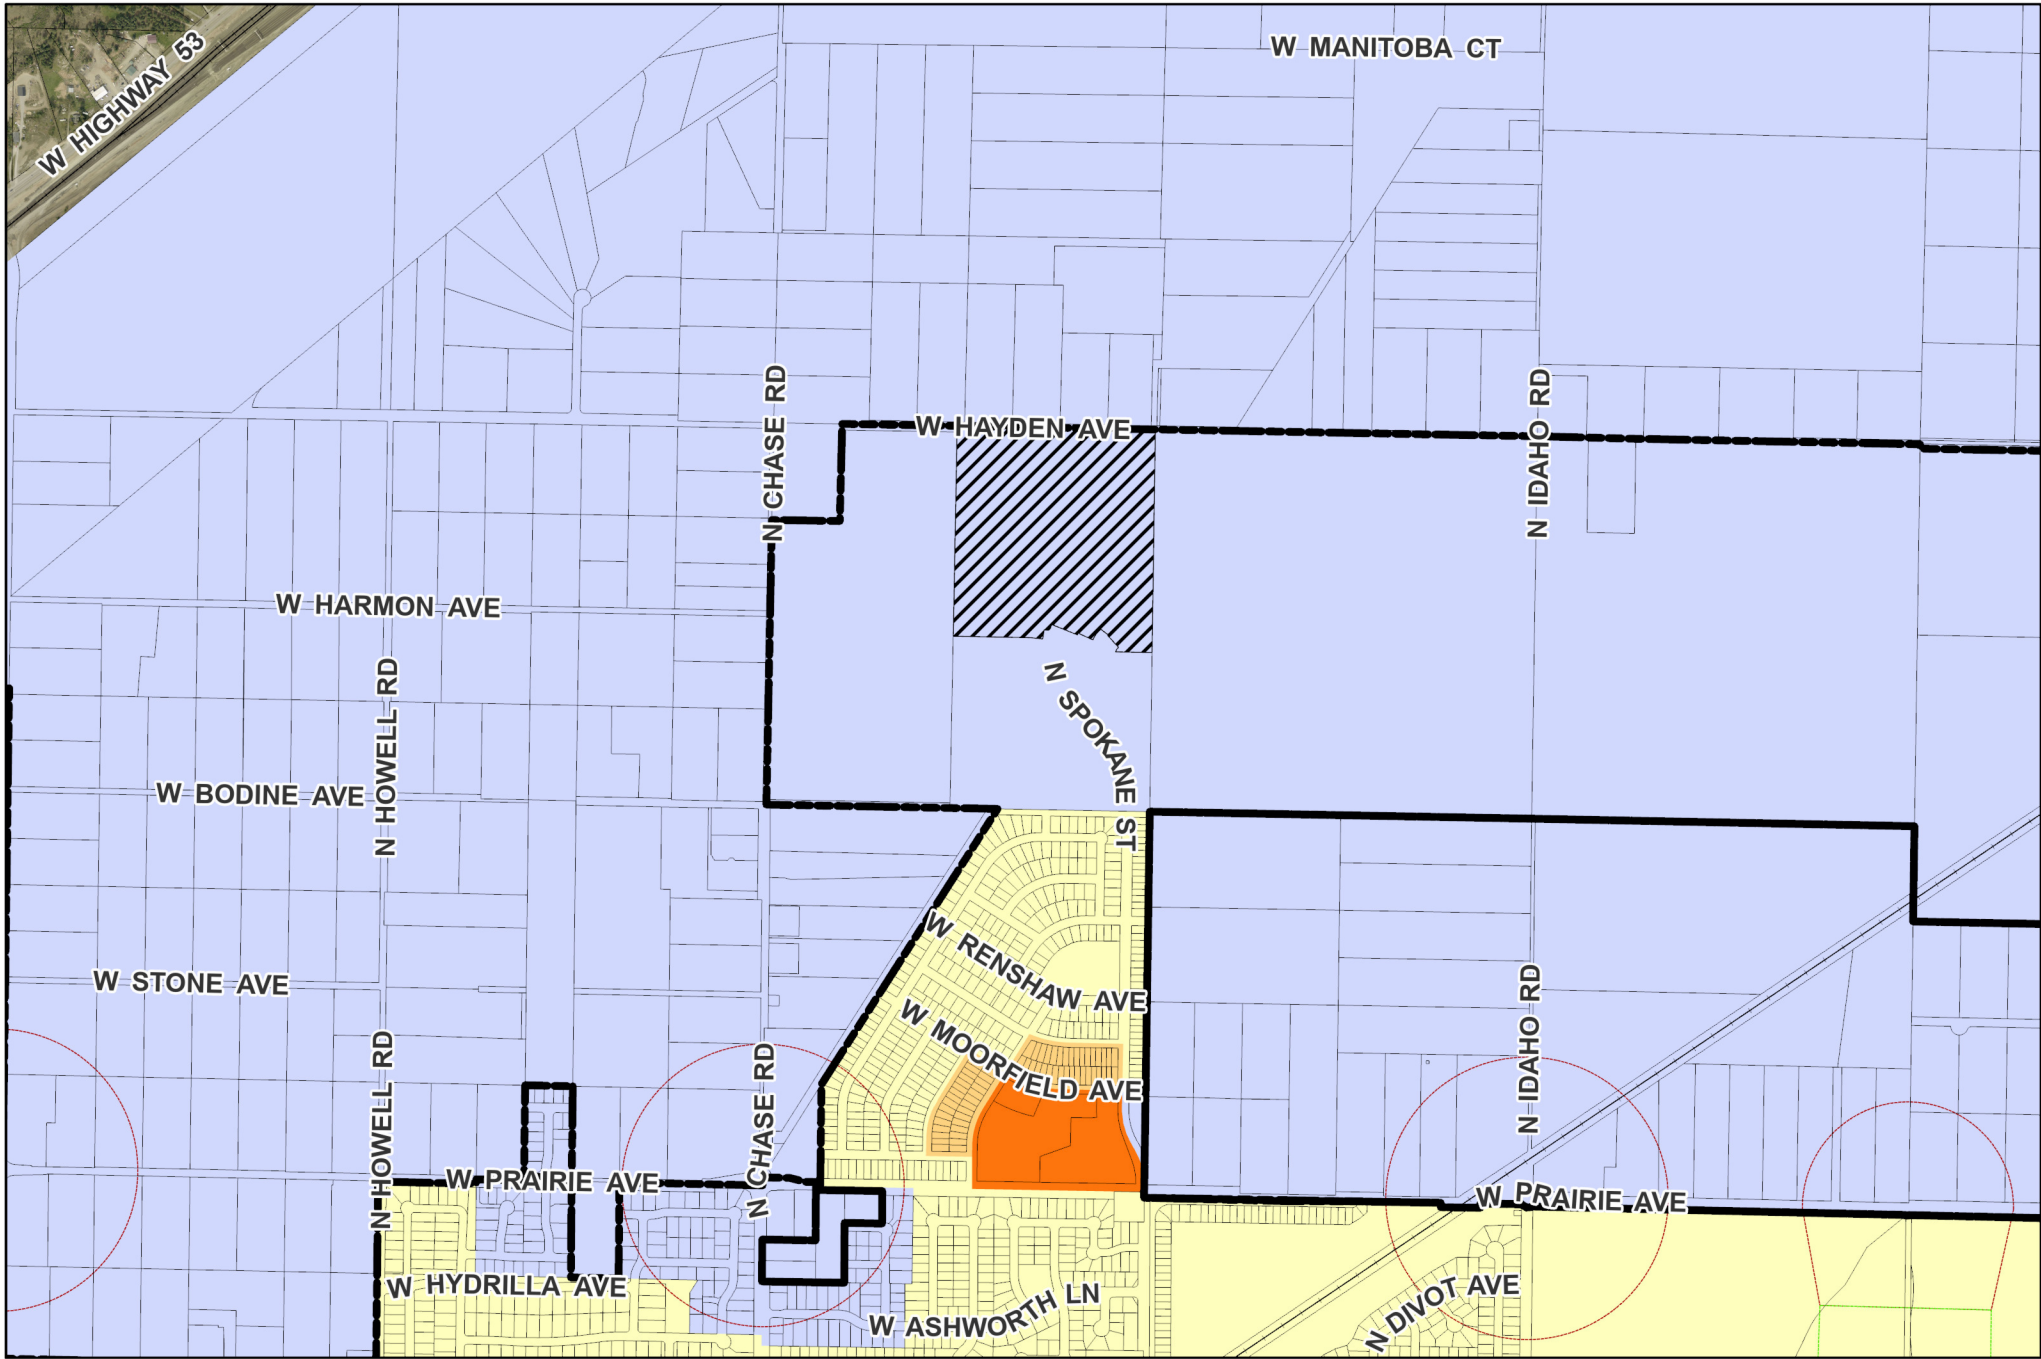 W MANITOBA CT
W HIGHWAY 53
N CHASE RD
N IDAHO RD
W HAYDEN AVE
W HARMON AVE
N HOWELL RD
N SPOKANE ST
W BODINE AVE
W RENSHAW AVE
W STONE AVE
N IDAHO RD
W MOORFIELD AVE
N HOWELL RD
N CHASE RD
W PRAIRIE AVE
W PRAIRIE AVE
W HYDRILLA AVE
W ASHWORTH LN
N DIVOT AVE